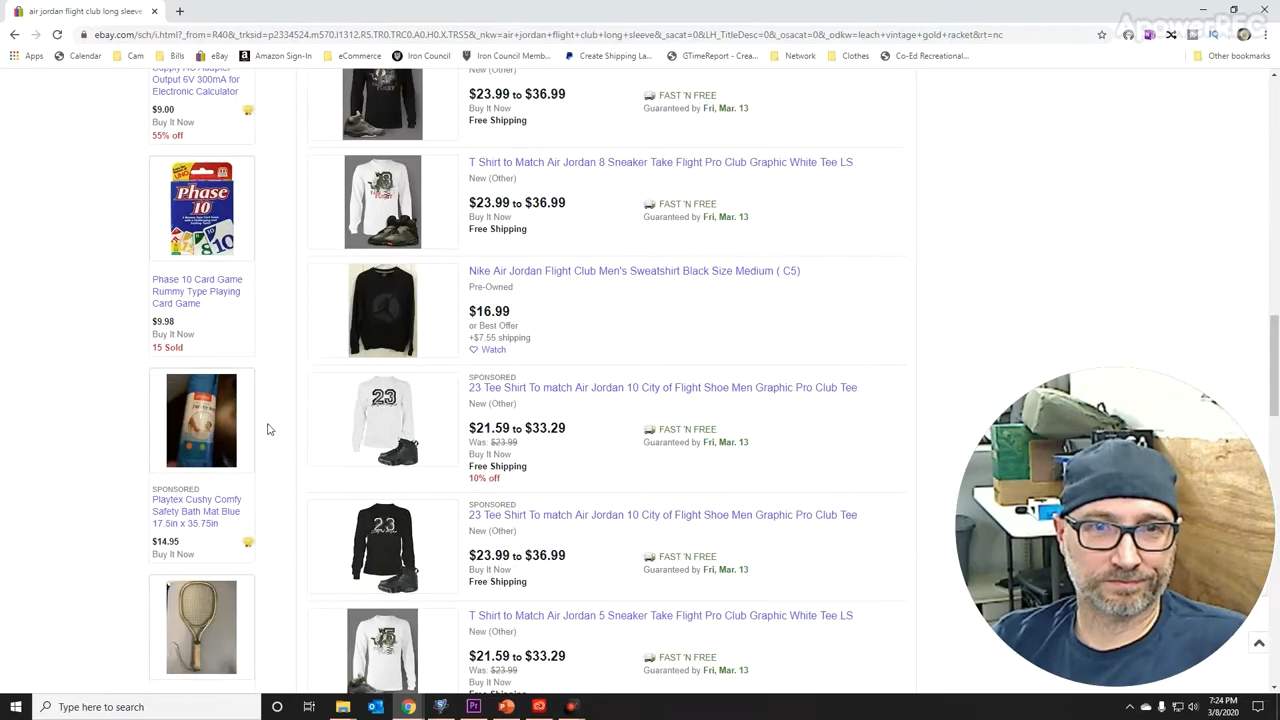 air jordan flight club long sleeve
ApowerREC
ebay.com/sch/i.html?_from=R40&_trksid=p2334524.m570.l1312.R5.TR0.TRC0.A0.H0.X.TRS5&_nkw=air+jordan+flight+club+long+sleeve&_sacat=0&LH_TitleDesc=0&_osacat=0&_odkw=leach+vintage+gold+racket&rt=nc
Apps Calendar Cam Bills eBay Amazon Sign-In eCommerce Iron Council Iron Council Memb... Create Shipping La... GTimeReport - Crea... Network Clothes Co-Ed Recreational... Other bookmarks
Supply AC Adapter
Output 6V 300mA for
Electronic Calculator
$9.00
Buy It Now
55% off
Phase 10
Phase 10 Card Game
Rummy Type Playing
Card Game
$9.98
Buy It Now
15 Sold
SPONSORED
Playtex Cushy Comfy
Safety Bath Mat Blue
17.5in x 35.75in
$14.95
Buy It Now
New (Other)
$23.99 to $36.99
Buy It Now
Free Shipping
FAST 'N FREE
Guaranteed by Fri, Mar. 13
T Shirt to Match Air Jordan 8 Sneaker Take Flight Pro Club Graphic White Tee LS
New (Other)
$23.99 to $36.99
Buy It Now
Free Shipping
FAST 'N FREE
Guaranteed by Fri, Mar. 13
Nike Air Jordan Flight Club Men's Sweatshirt Black Size Medium ( C5)
Pre-Owned
$16.99
or Best Offer
+$7.55 shipping
Watch
23
SPONSORED
23 Tee Shirt To match Air Jordan 10 City of Flight Shoe Men Graphic Pro Club Tee
New (Other)
$21.59 to $33.29
Was: $23.99
Buy It Now
Free Shipping
10% off
FAST 'N FREE
Guaranteed by Fri, Mar. 13
23
SPONSORED
23 Tee Shirt To match Air Jordan 10 City of Flight Shoe Men Graphic Pro Club Tee
New (Other)
$23.99 to $36.99
Buy It Now
Free Shipping
FAST 'N FREE
Guaranteed by Fri, Mar. 13
T Shirt to Match Air Jordan 5 Sneaker Take Flight Pro Club Graphic White Tee LS
New (Other)
$21.59 to $33.29
Was: $23.99
Buy It Now
FAST 'N FREE
Guaranteed by Fri, Mar. 13
Type here to search
7:24 PM
3/8/2020